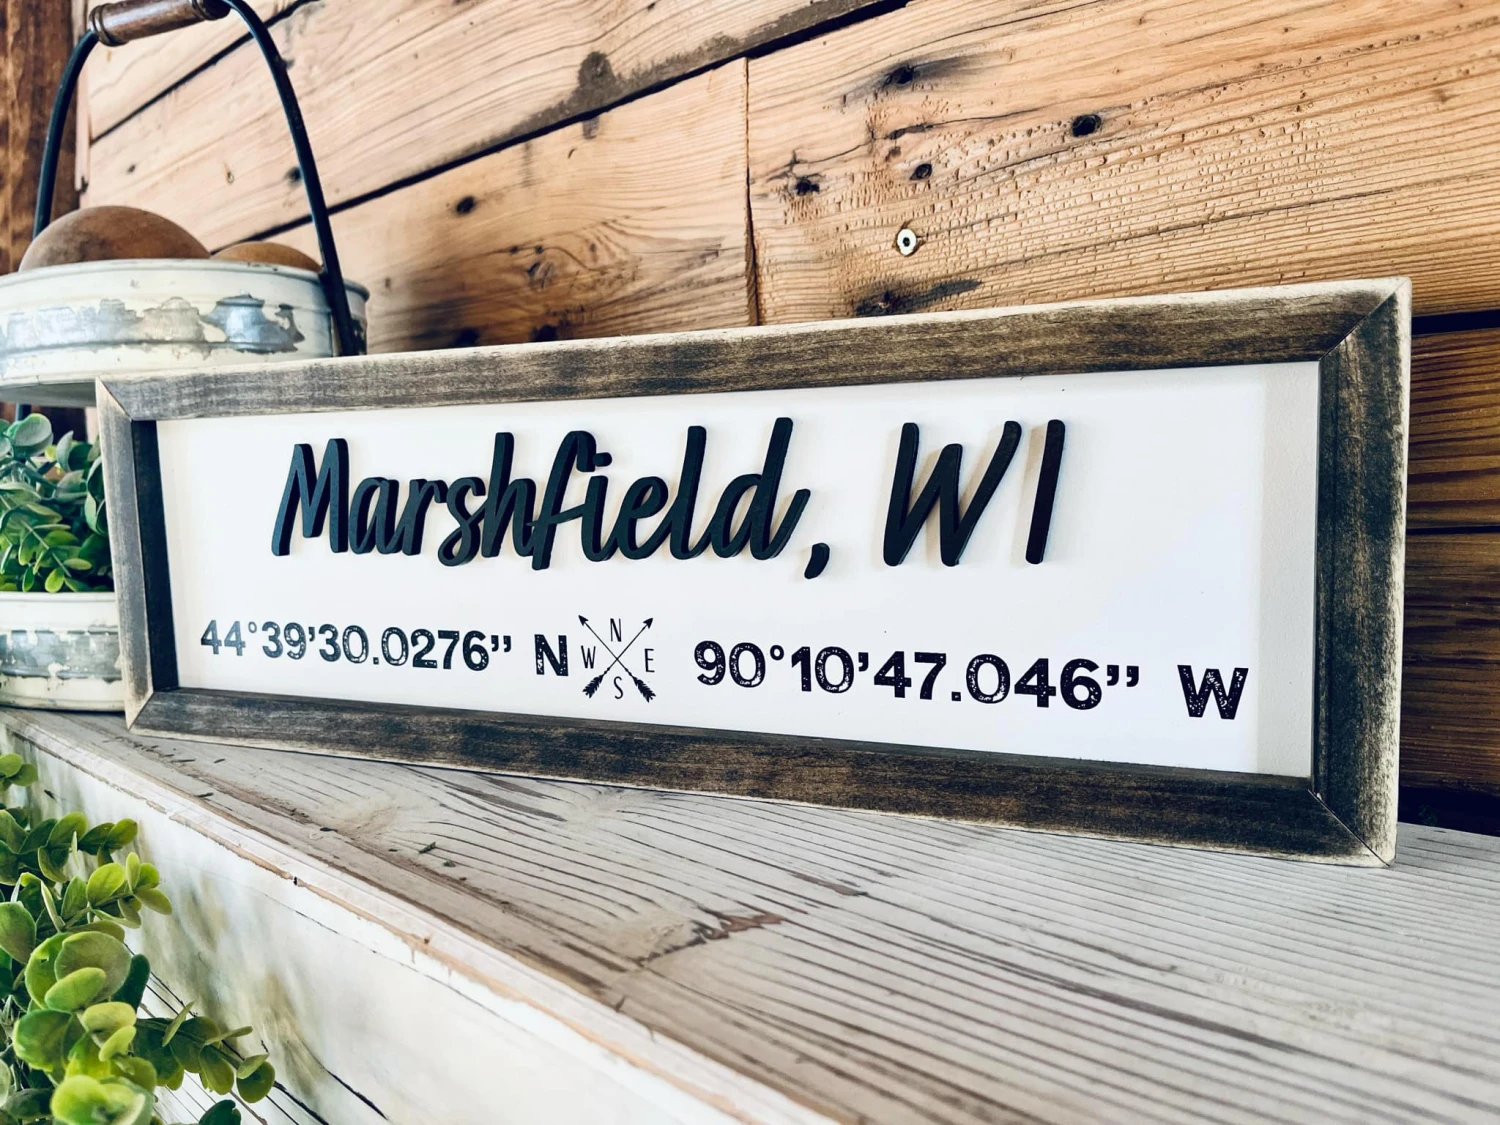 Marshfield, WI
44°39’30.0276” N N W E S 90°10’47.046” W